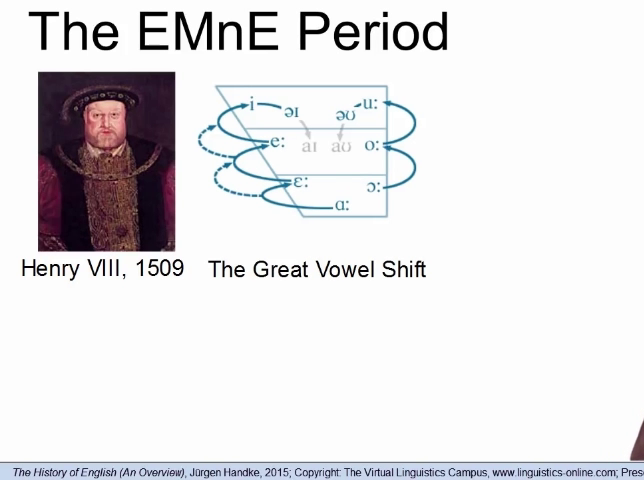 The EMnE Period
i əɪ əʊ u:
e: aɪ aʊ o:
ɛ: ɔ:
ɑ:
Henry VIII, 1509 The Great Vowel Shift
The History of English (An Overview), Jürgen Handke, 2015; Copyright: The Virtual Linguistics Campus, www.linguistics-online.com; Pres